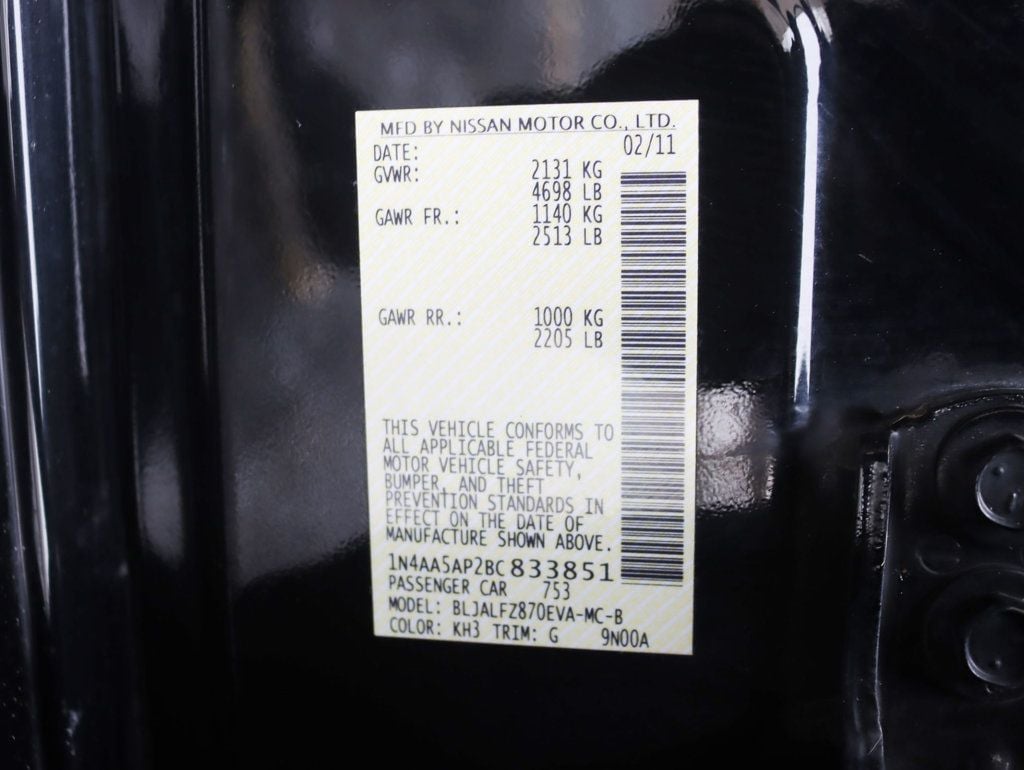 MFD BY NISSAN MOTOR CO., LTD.
DATE: 02/11
GVWR: 2131 KG
4698 LB
GAWR FR.: 1140 KG
2513 LB
GAWR RR.: 1000 KG
2205 LB
THIS VEHICLE CONFORMS TO
ALL APPLICABLE FEDERAL
MOTOR VEHICLE SAFETY,
BUMPER, AND THEFT
PREVENTION STANDARDS IN
EFFECT ON THE DATE OF
MANUFACTURE SHOWN ABOVE.
1N4AA5AP2BC833851
PASSENGER CAR 753
MODEL: BLJALFZ870EVA-MC-B
COLOR: KH3 TRIM: G 9N00A